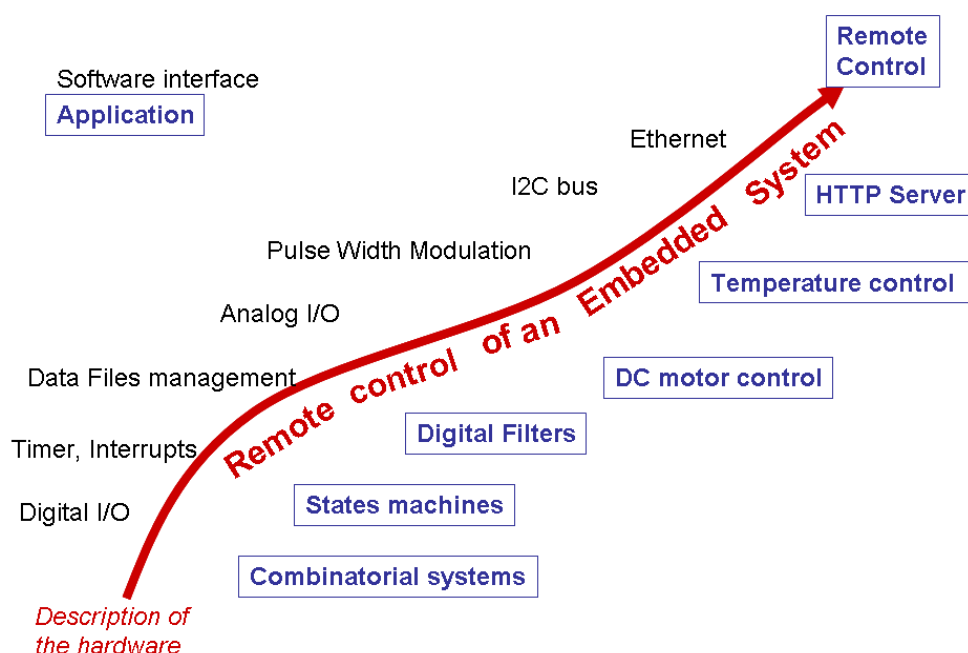 Remote
Control
Software interface
Application
Ethernet
I2C bus
HTTP Server
Pulse Width Modulation
Temperature control
Analog I/O
Remote control of an Embedded System
Data Files management
DC motor control
Digital Filters
Timer, Interrupts
States machines
Digital I/O
Combinatorial systems
Description of
the hardware